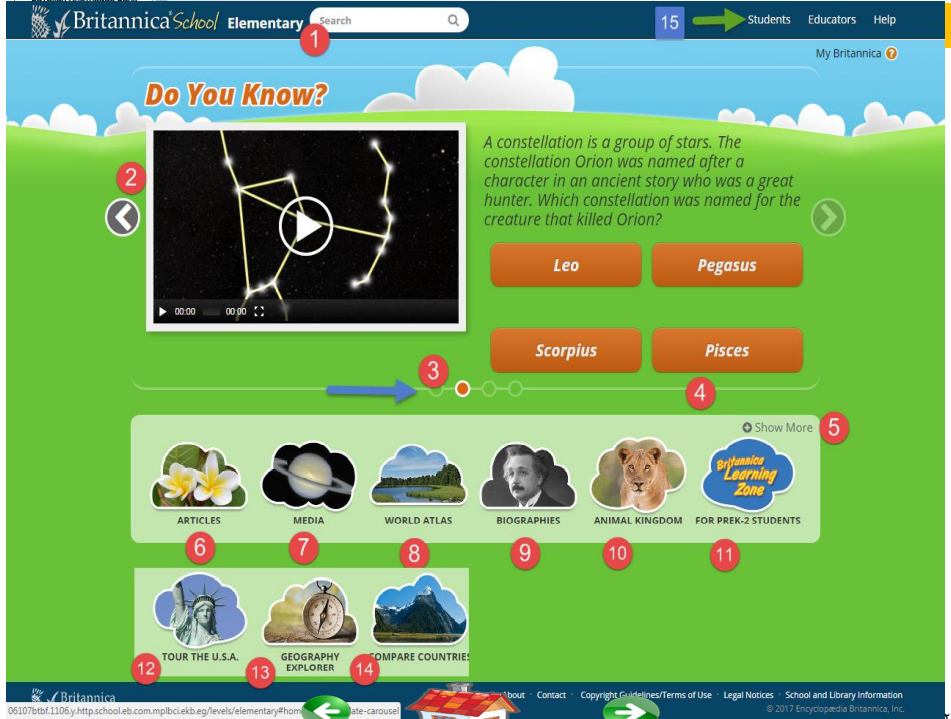 Britannica School Elementary
Search
1
15
Students
Educators
Help
My Britannica ?
Do You Know?
2
A constellation is a group of stars. The
constellation Orion was named after a
character in an ancient story who was a great
hunter. Which constellation was named for the
creature that killed Orion?
00:00 00:00
Leo
Pegasus
Scorpius
Pisces
3
4
Show More
5
Britannica
Learning
Zone
ARTICLES
MEDIA
WORLD ATLAS
BIOGRAPHIES
ANIMAL KINGDOM
FOR PREK-2 STUDENTS
6
7
8
9
10
11
TOUR THE U.S.A.
GEOGRAPHY
EXPLORER
COMPARE COUNTRIES
12
13
14
Britannica
About · Contact · Copyright Guidelines/Terms of Use · Legal Notices · School and Library Information
© 2017 Encyclopædia Britannica, Inc.
06107btbf.1106.y.http.school.eb.com.mplbci.ekb.eg/levels/elementary#hom
ate-carousel